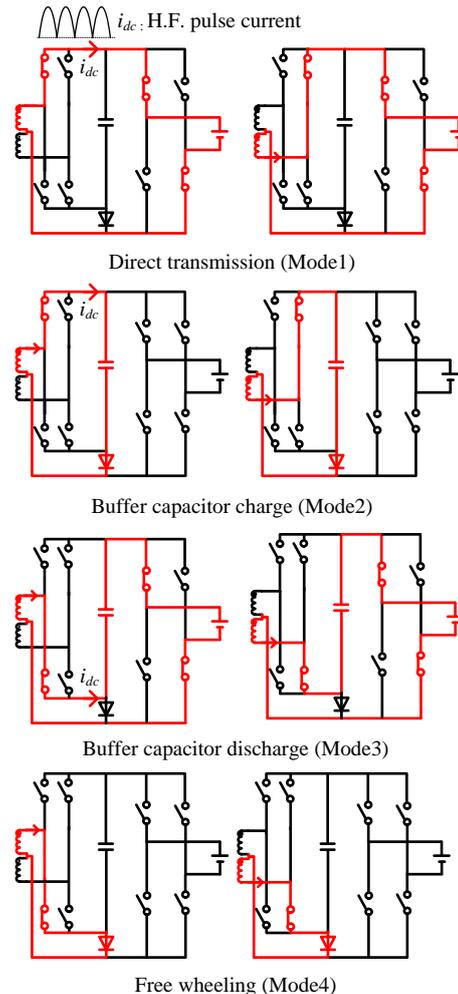 i_dc : H.F. pulse current
i_dc
Direct transmission (Mode1)
i_dc
Buffer capacitor charge (Mode2)
i_dc
Buffer capacitor discharge (Mode3)
Free wheeling (Mode4)